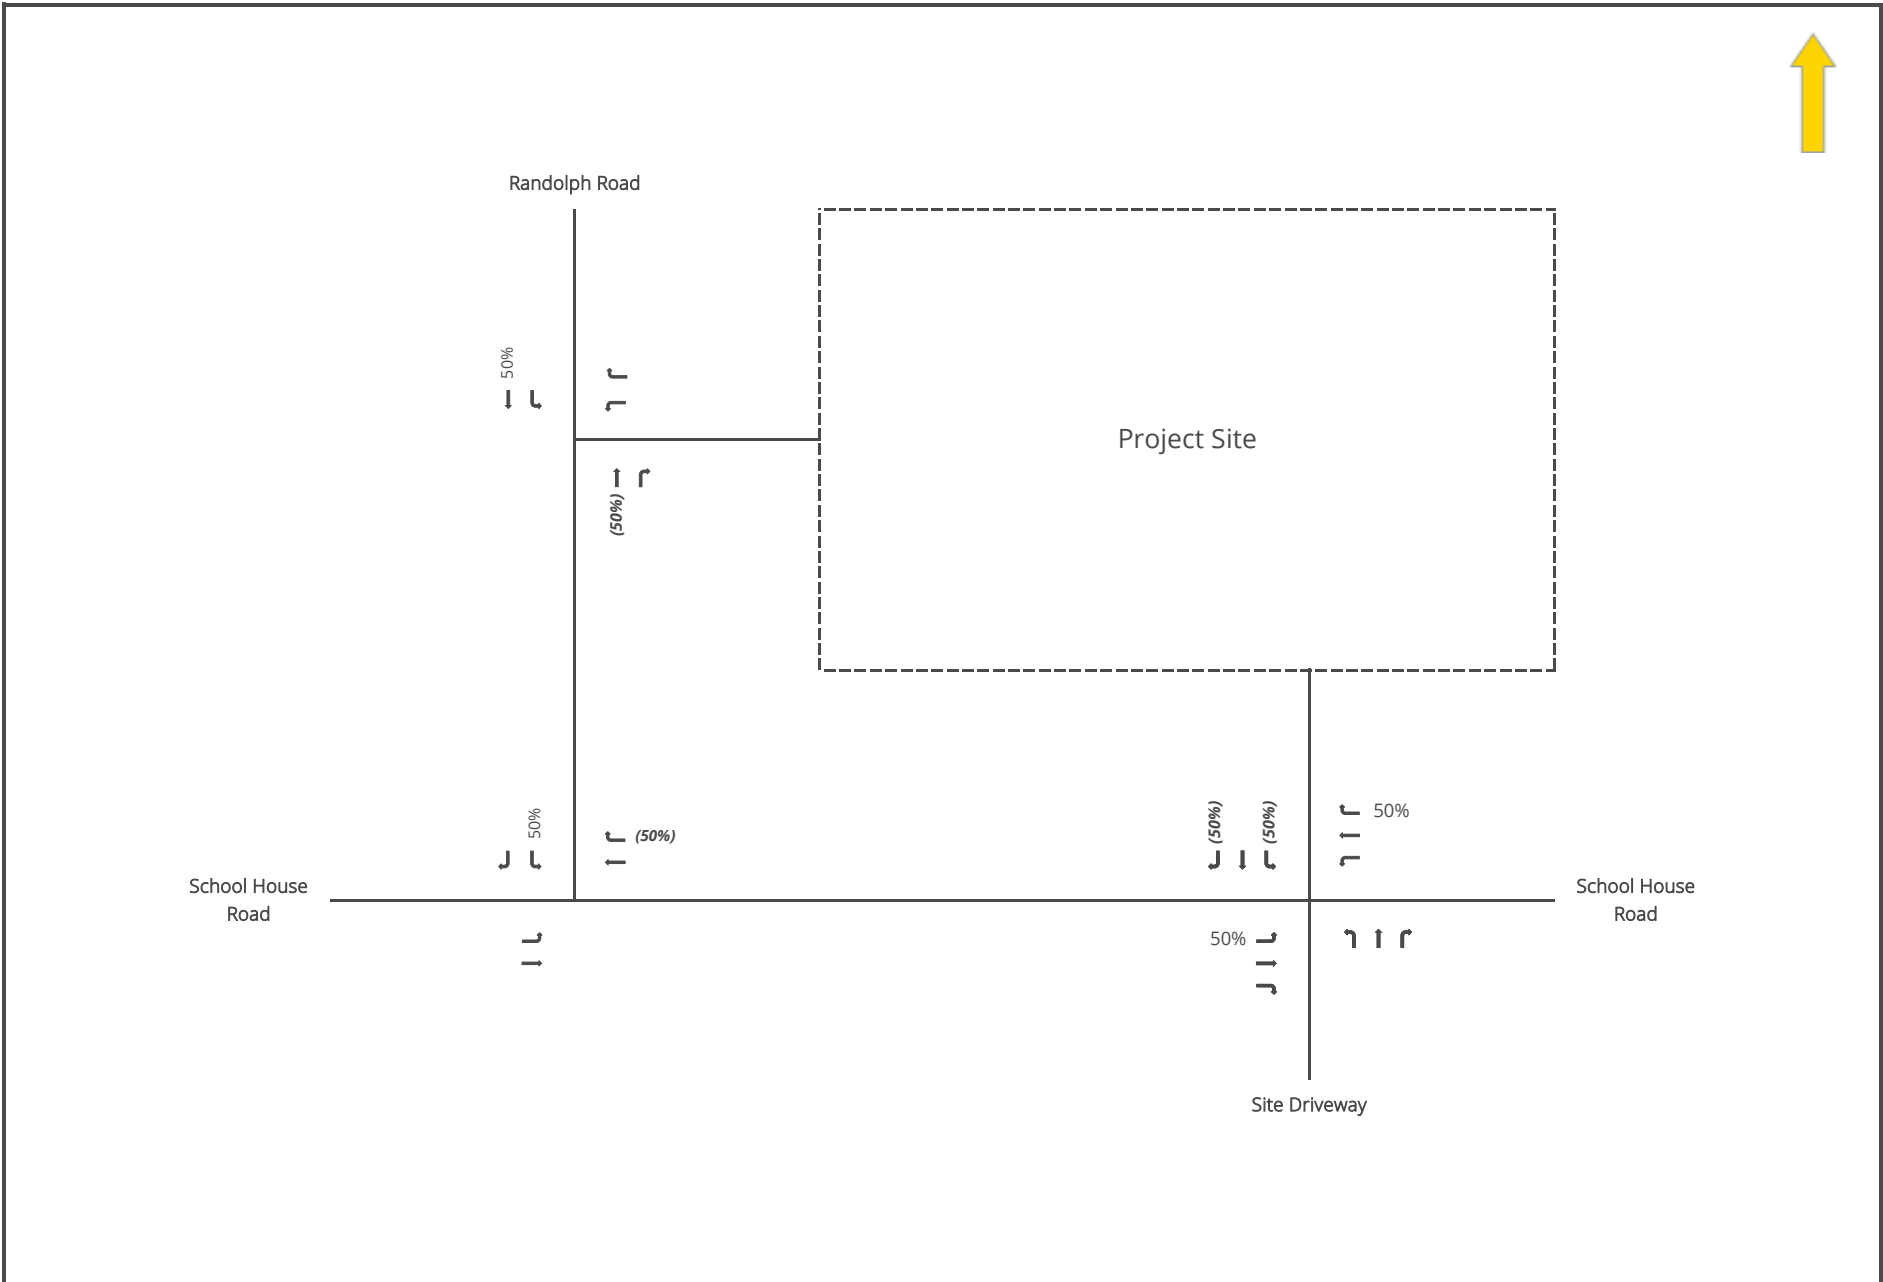 Randolph Road
50%
Project Site
(50%)
50%
(50%)
(50%)
(50%)
50%
School House
Road
School House
Road
50%
Site Driveway